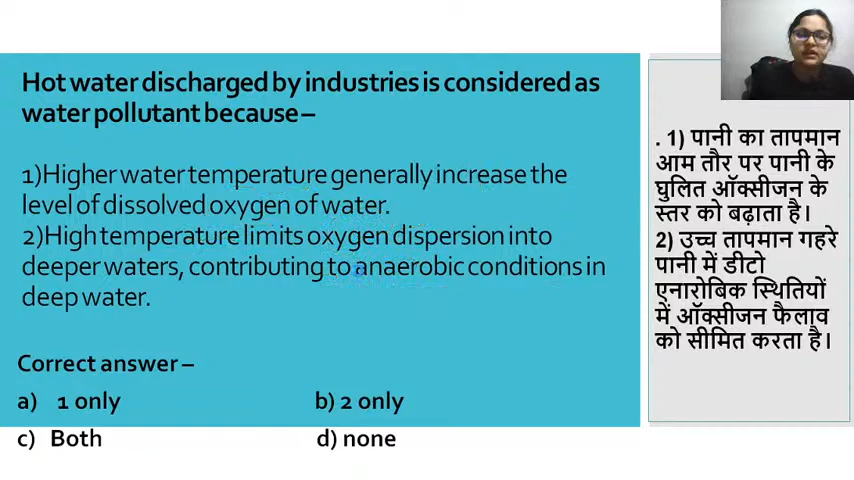 Hot water discharged by industries is considered as
water pollutant because –
1)Higher water temperature generally increase the
level of dissolved oxygen of water.
2)High temperature limits oxygen dispersion into
deeper waters, contributing to anaerobic conditions in
deep water.
Correct answer –
a) 1 only
b) 2 only
c) Both
d) none
. 1) पानी का तापमान
आम तौर पर पानी के
घुलित ऑक्सीजन के
स्तर को बढ़ाता है।
2) उच्च तापमान गहरे
पानी में डीटो
एनारोबिक स्थितियों
में ऑक्सीजन फैलाव
को सीमित करता है।